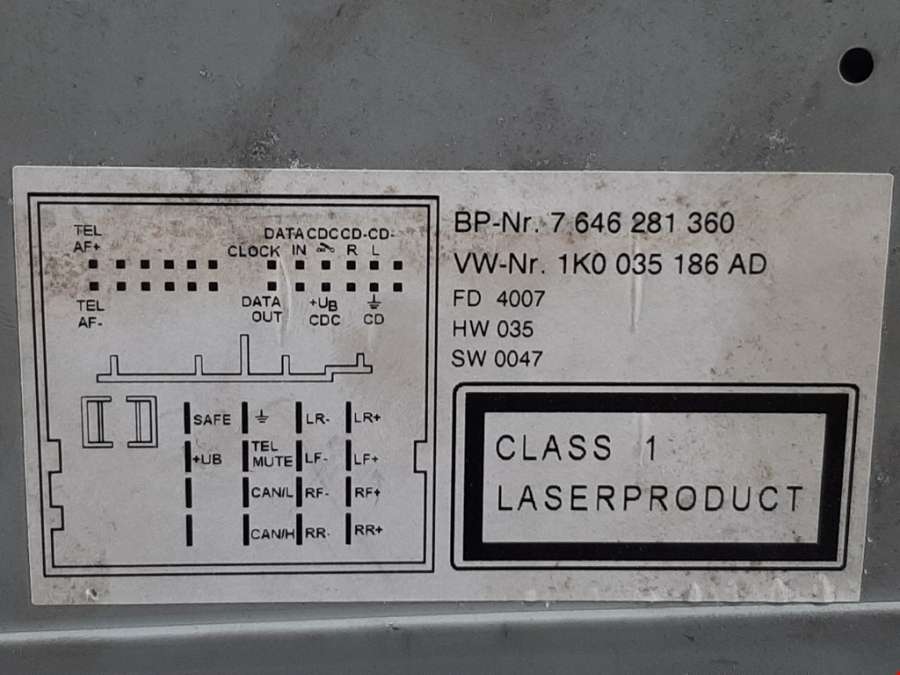 TEL
AF+
DATA CDC CD- CD-
CLOCK IN R L
TEL
AF-
DATA
OUT
+UB
CDC
CD
SAFE LR- LR+
+UB TEL MUTE LF- LF+
CAN/L RF- RF+
CAN/H RR- RR+
BP-Nr. 7 646 281 360
VW-Nr. 1K0 035 186 AD
FD 4007
HW 035
SW 0047
CLASS 1
LASERPRODUCT